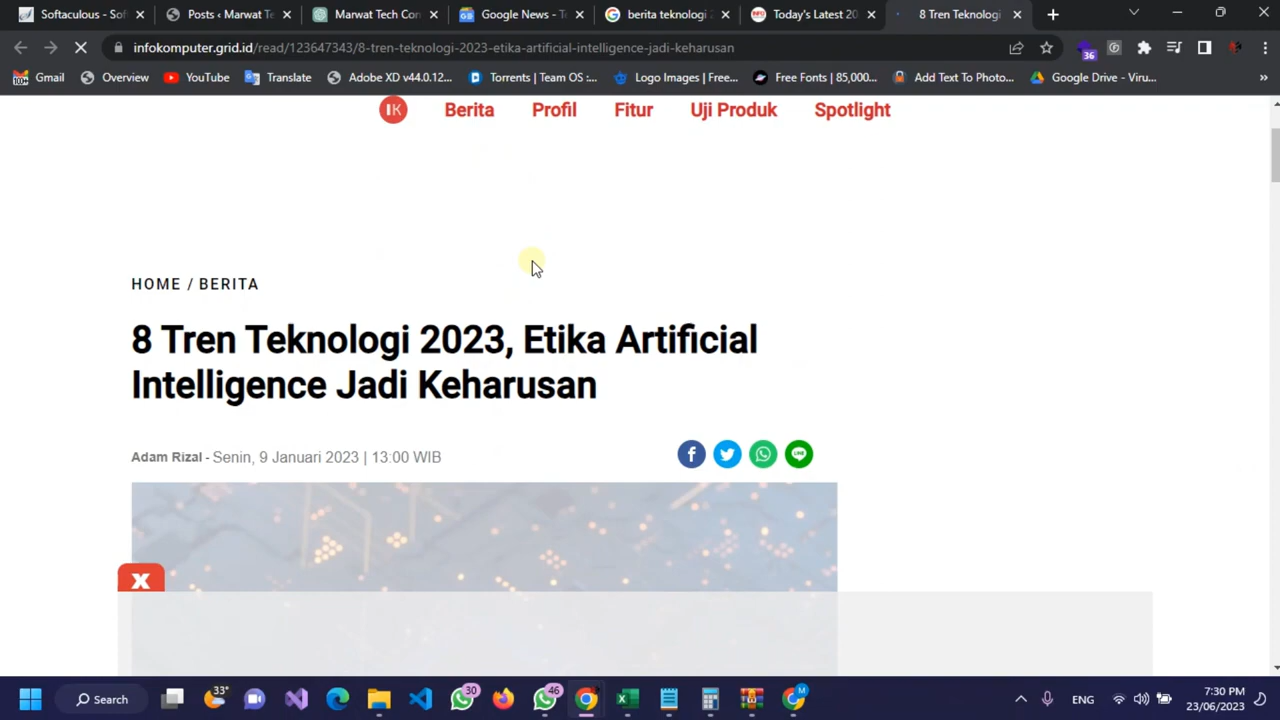 Softaculous - Sof
Posts ‹ Marwat Te
Marwat Tech Con
Google News - Te
berita teknologi 2
Today's Latest 20
8 Tren Teknologi
infokomputer.grid.id/read/123647343/8-tren-teknologi-2023-etika-artificial-intelligence-jadi-keharusan
36
100+ Gmail
Overview
YouTube
Translate
Adobe XD v44.0.12...
Torrents | Team OS :...
Logo Images | Free...
Free Fonts | 85,000...
Add Text To Photo...
Google Drive - Viru...
»
IK
Berita
Profil
Fitur
Uji Produk
Spotlight
HOME / BERITA
8 Tren Teknologi 2023, Etika Artificial
Intelligence Jadi Keharusan
Adam Rizal - Senin, 9 Januari 2023 | 13:00 WIB
X
Search
33°
30
46
M
ENG
7:30 PM
23/06/2023